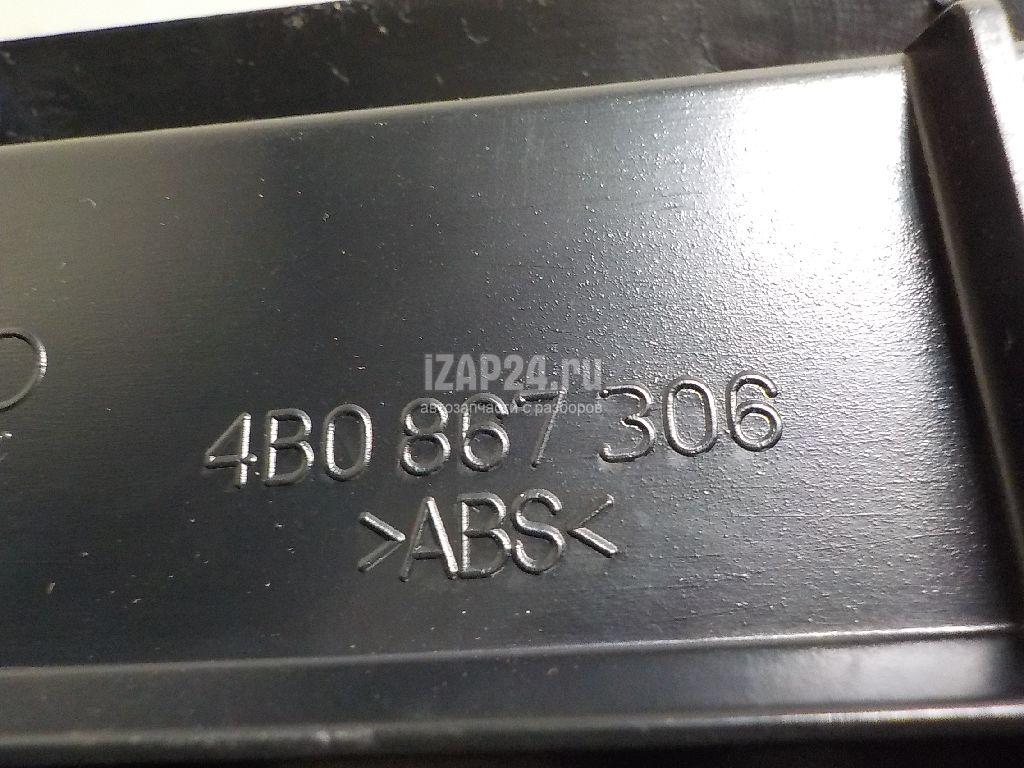 iZAP24.ru
автозапчасти с разборов
4B0 867 306
>ABS<